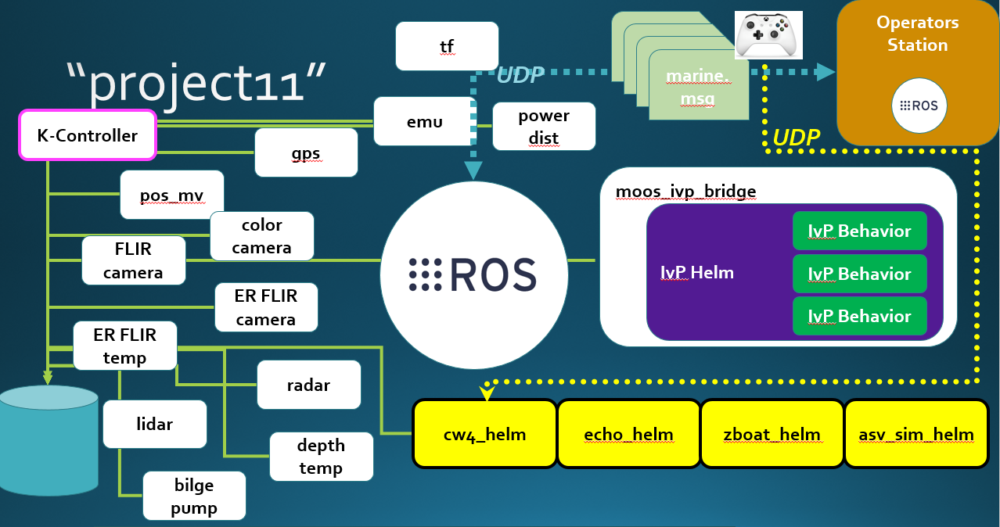 “project11”
tf
UDP
marine.
msg
Operators
Station
ROS
K-Controller
emu
power
dist
gps
UDP
pos_mv
color
camera
FLIR
camera
ER FLIR
camera
ER FLIR
temp
radar
lidar
depth
temp
bilge
pump
ROS
moos_ivp_bridge
IvP Helm
IvP Behavior
IvP Behavior
IvP Behavior
cw4_helm
echo_helm
zboat_helm
asv_sim_helm